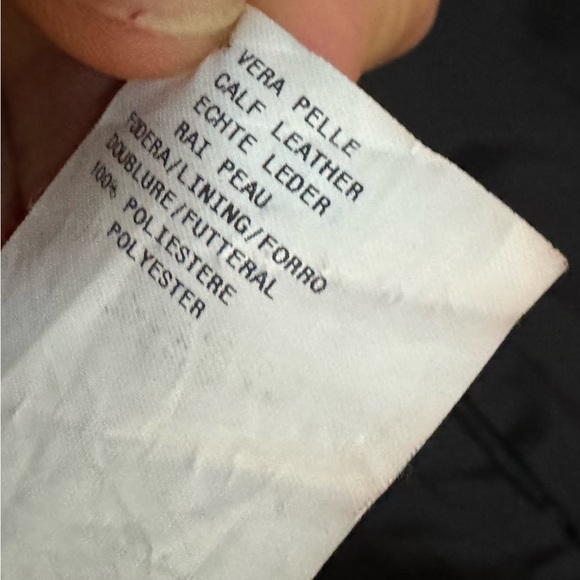 VERA PELLE
CALF LEATHER
ECHTE LEDER
RAI PEAU
FODERA/LINING/FORRO
DOUBLURE/FUTTERAL
100% POLIESTERE
POLYESTER